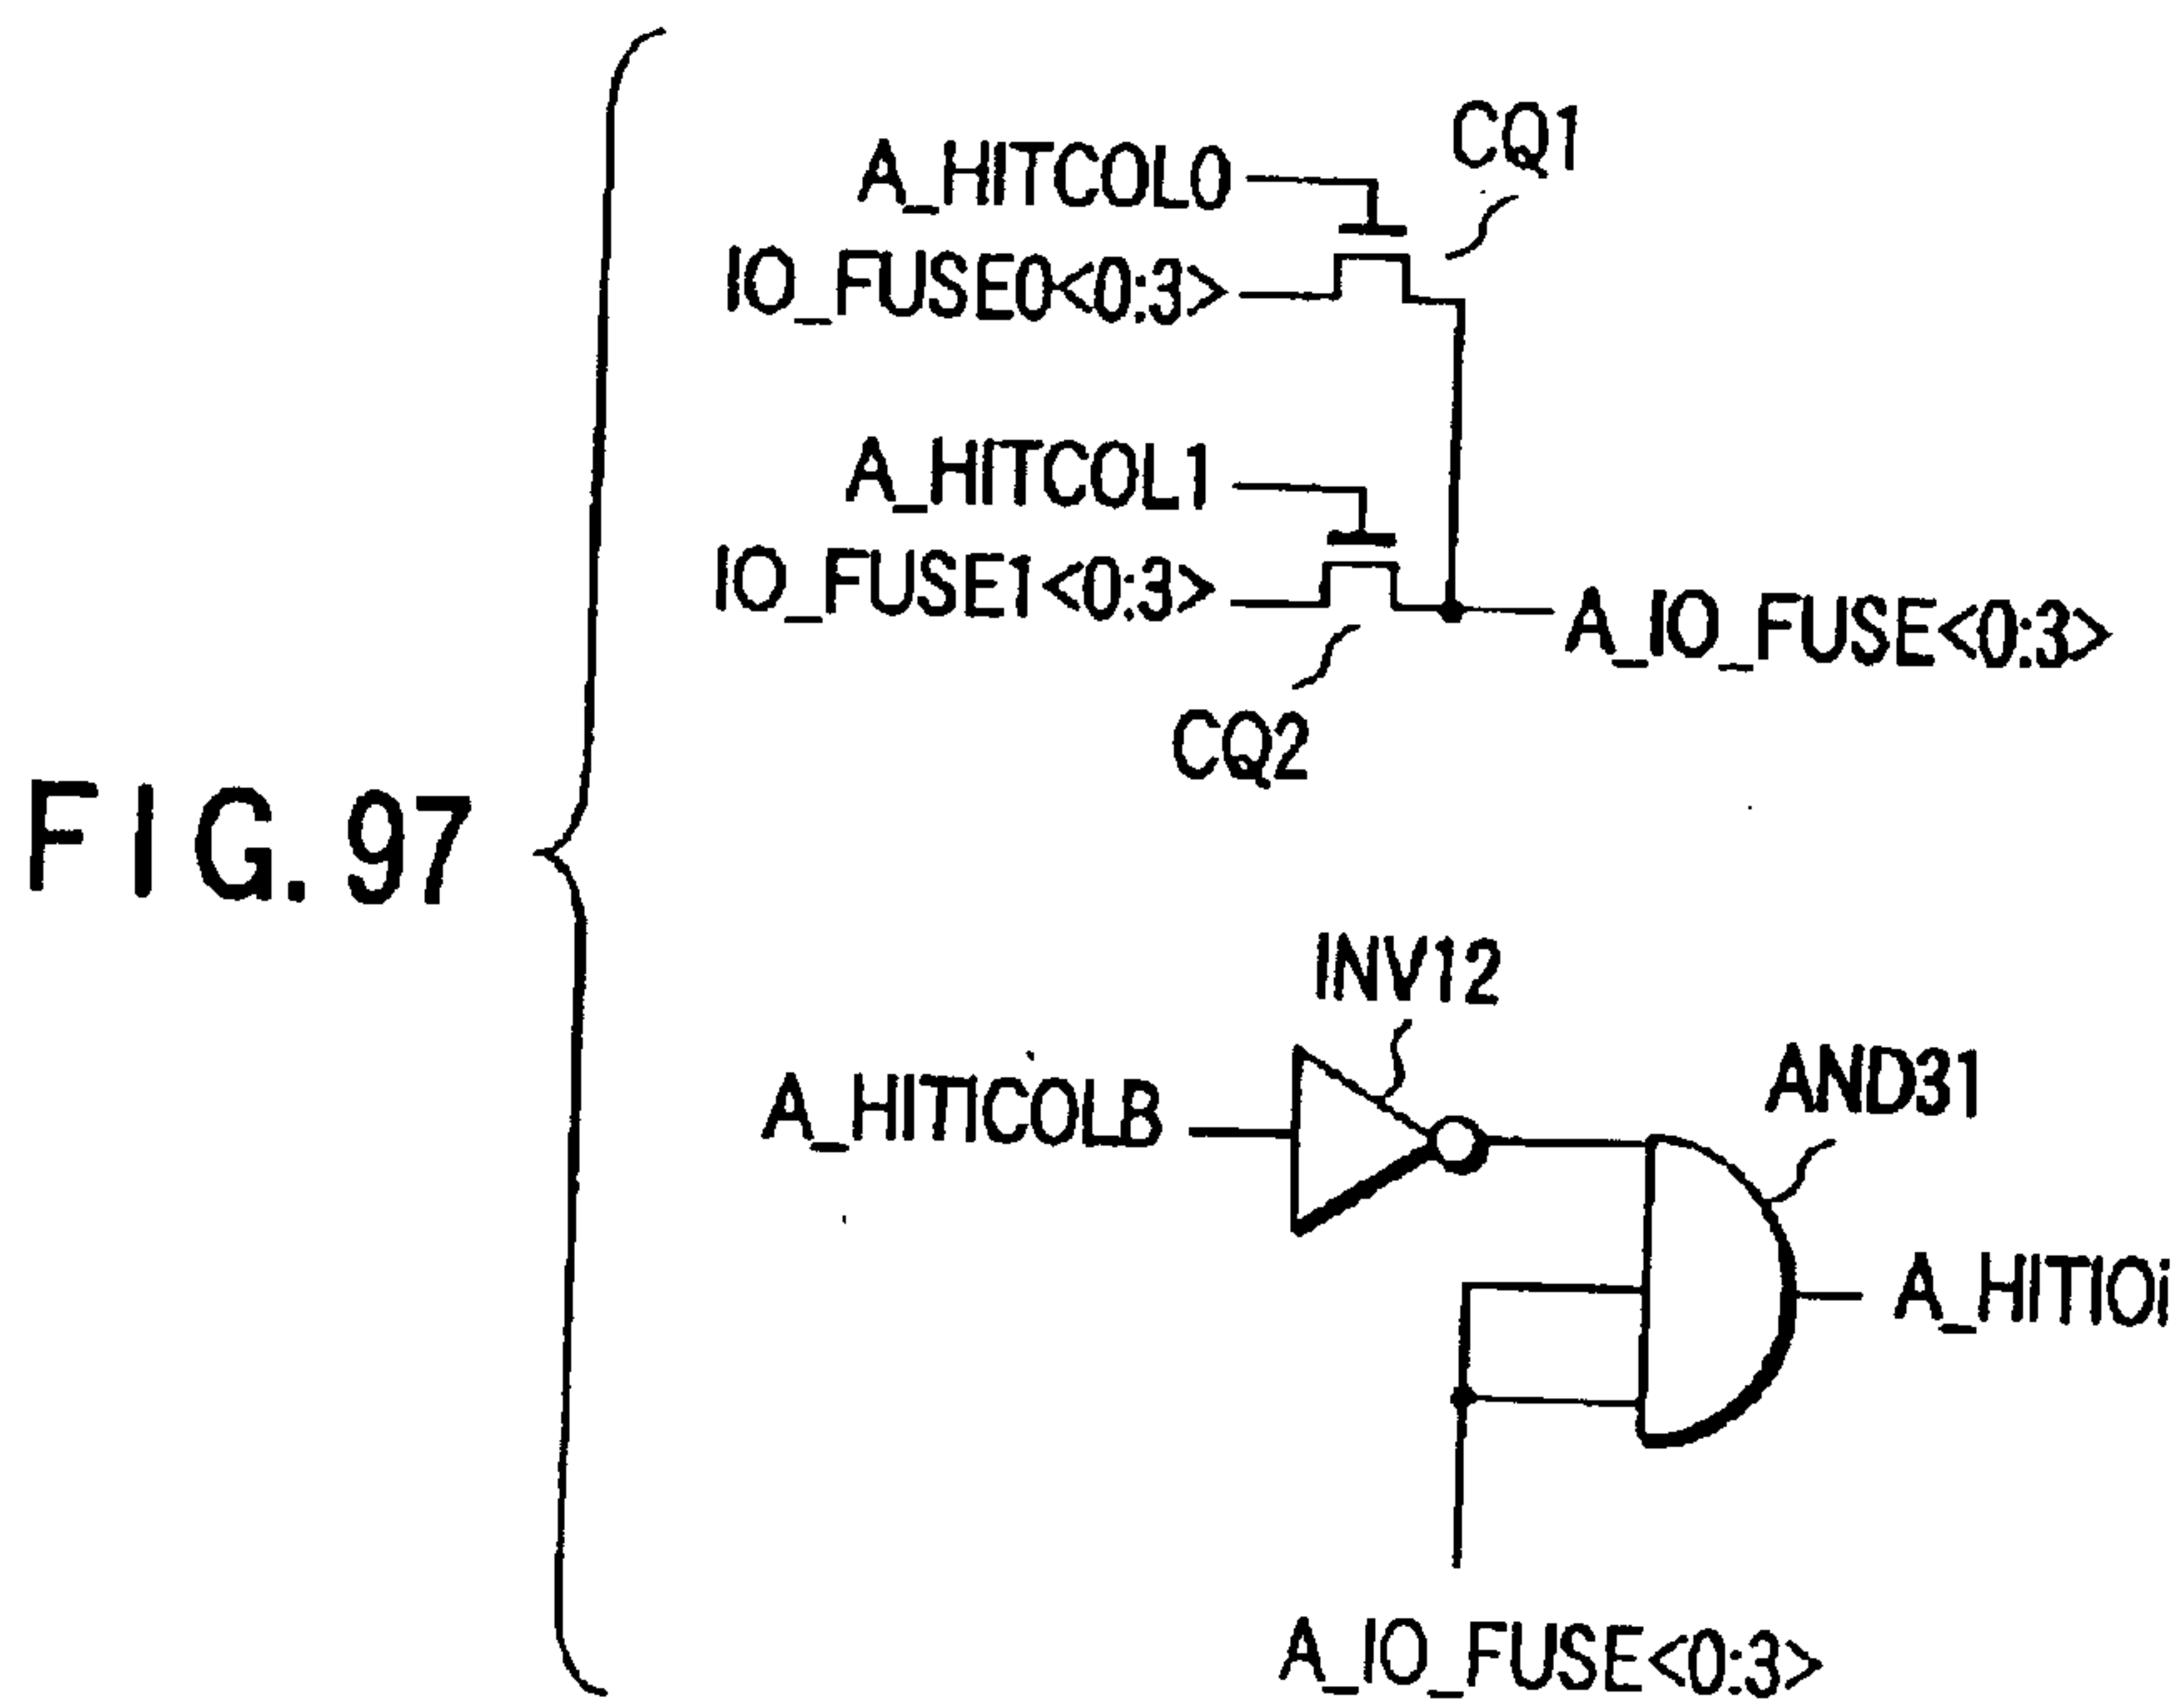 FIG. 97
CQ1
A_HITCOL0
IO_FUSE0<0:3>
A_HITCOL1
IO_FUSE1<0:3>
A_IO_FUSE<0:3>
CQ2
INV12
AND31
A_HITICOLB
A_HITIOi
A_IO_FUSE<0:3>